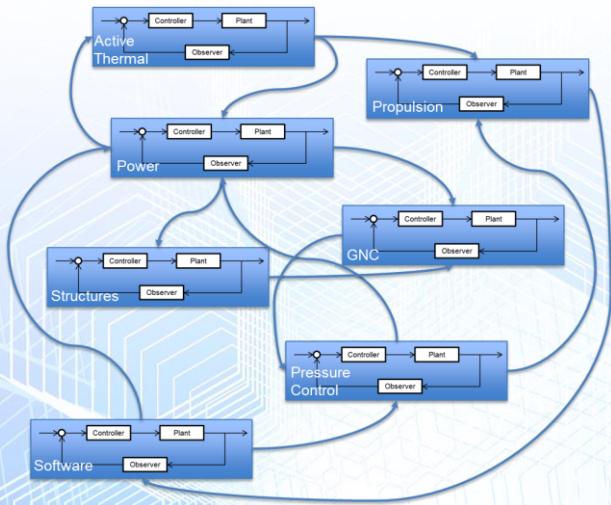 Controller Plant
Observer
Active
Thermal
Controller Plant
Observer
Propulsion
Controller Plant
Observer
Power
Controller Plant
Observer
GNC
Controller Plant
Observer
Structures
Controller Plant
Observer
Pressure
Control
Controller Plant
Observer
Software